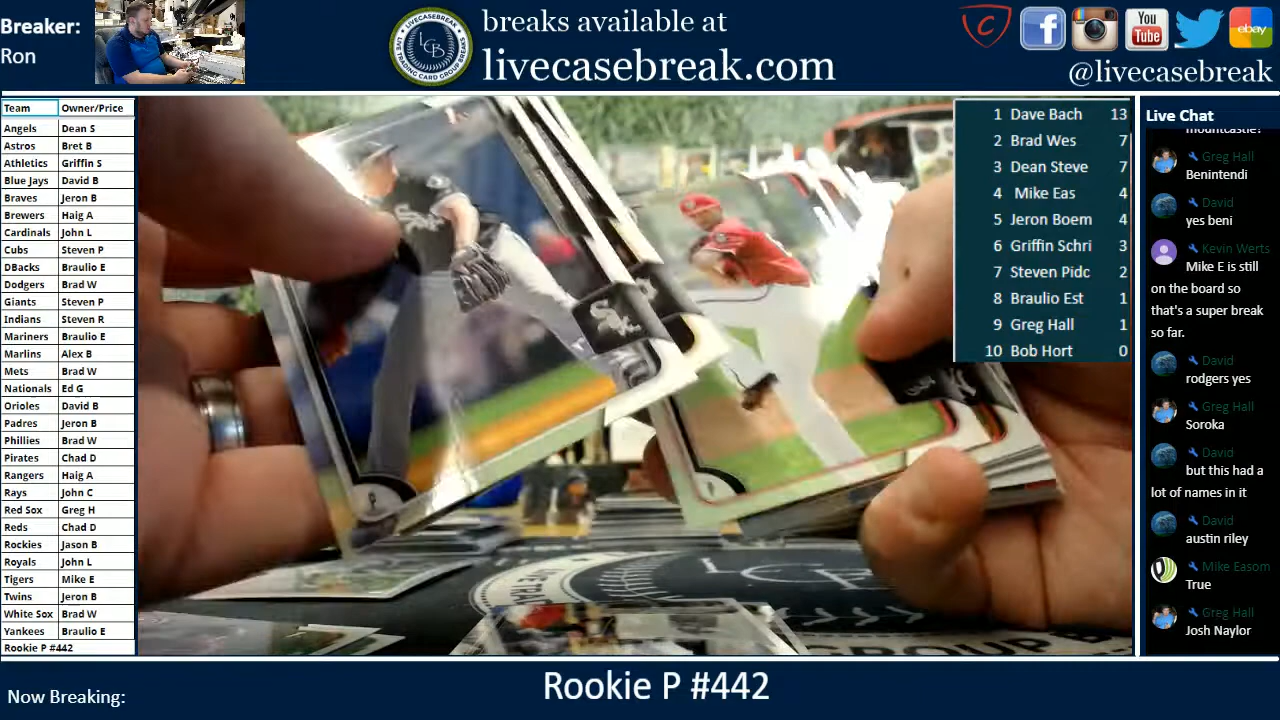 Breaker:
Ron
LCB
breaks available at
livecasebreak.com
You
Tube
ebay
@livecasebreak
Team Owner/Price
Angels Dean S
Astros Bret B
Athletics Griffin S
Blue Jays David B
Braves Jeron B
Brewers Haig A
Cardinals John L
Cubs Steven P
DBacks Braulio E
Dodgers Brad W
Giants Steven P
Indians Steven R
Mariners Braulio E
Marlins Alex B
Mets Brad W
Nationals Ed G
Orioles David B
Padres Jeron B
Phillies Brad W
Pirates Chad D
Rangers Haig A
Rays John C
Red Sox Greg H
Reds Chad D
Rockies Jason B
Royals John L
Tigers Mike E
Twins Jeron B
White Sox Brad W
Yankees Braulio E
Rookie P #442
1 Dave Bach 13
2 Brad Wes 7
3 Dean Steve 7
4 Mike Eas 4
5 Jeron Boem 4
6 Griffin Schri 3
7 Steven Pidc 2
8 Braulio Est 1
9 Greg Hall 1
10 Bob Hort 0
Live Chat
mountcastle?
Greg Hall
Benintendi
David
yes beni
Kevin Werts
Mike E is still
on the board so
that's a super break
so far.
David
rodgers yes
Greg Hall
Soroka
David
but this had a
lot of names in it
David
austin riley
Mike Easom
True
Greg Hall
Josh Naylor
Now Breaking:
Rookie P #442